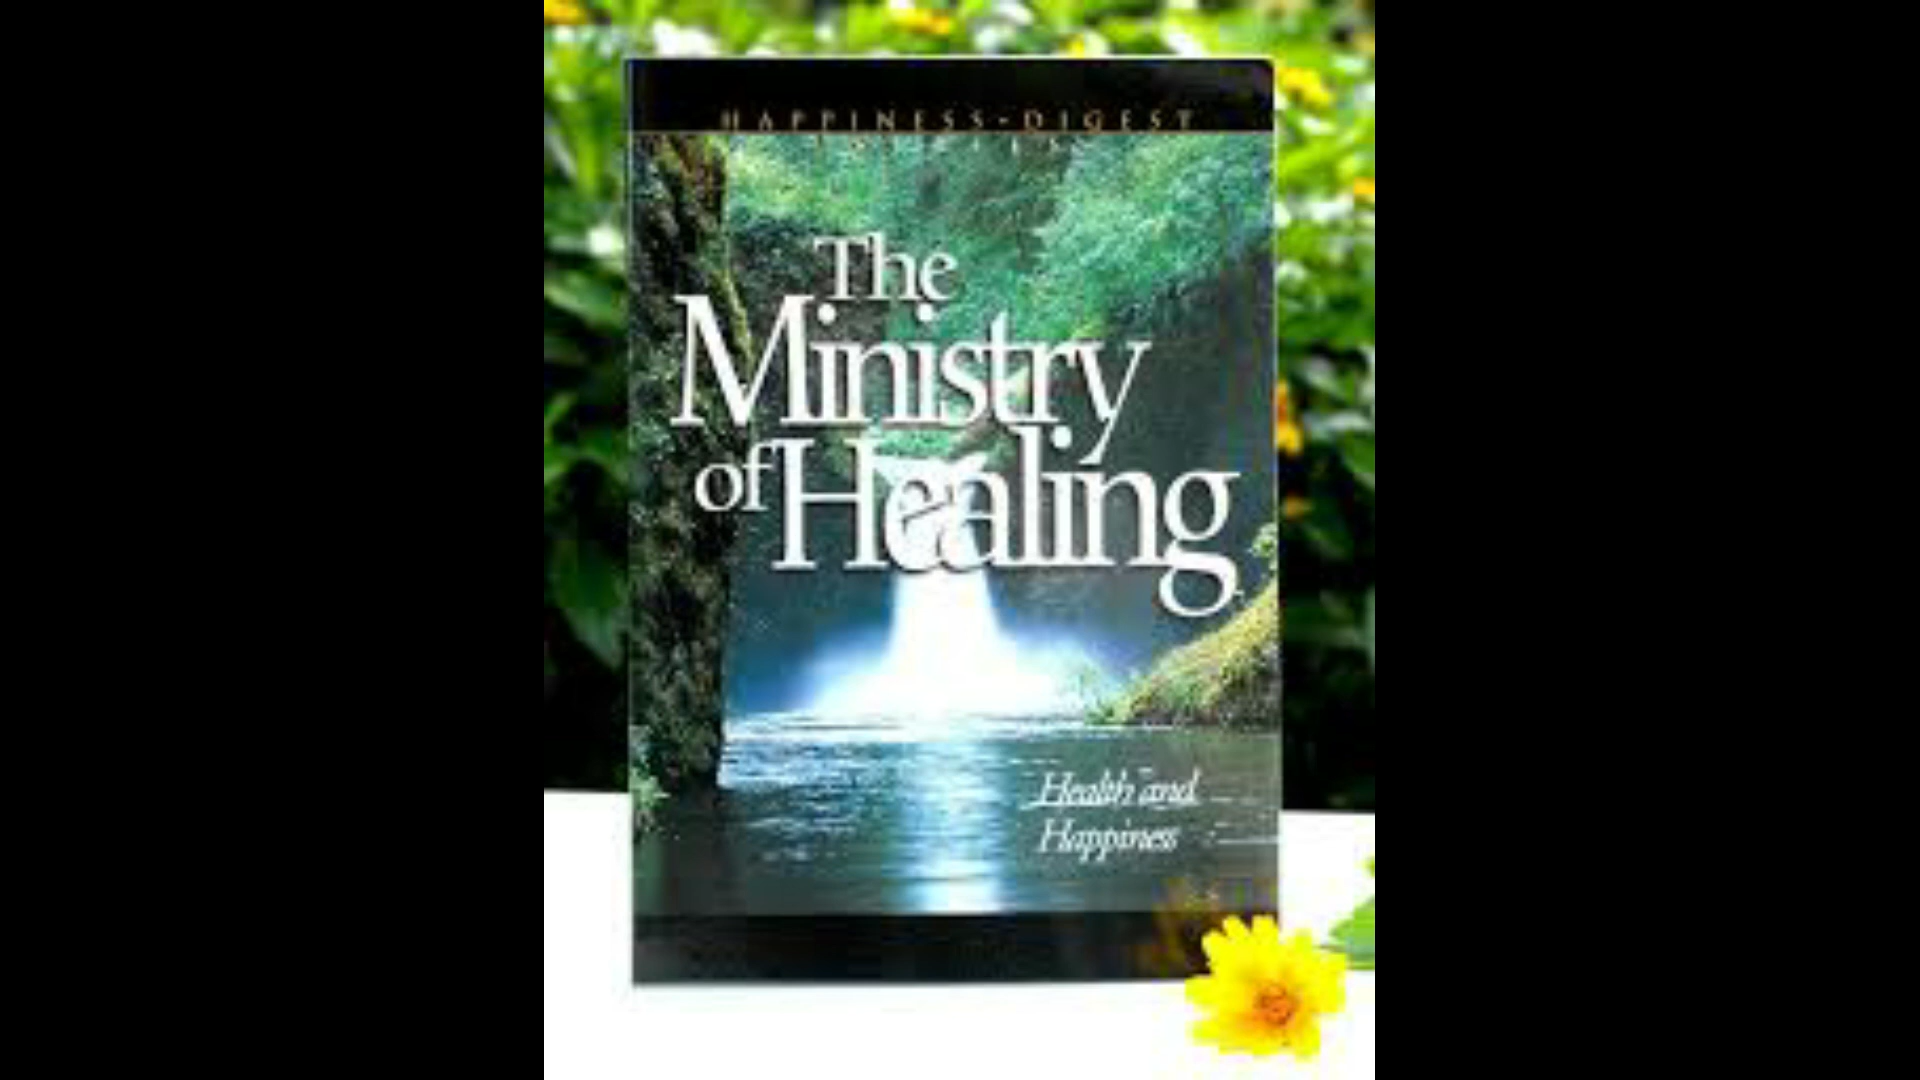 HAPPINESS • DIGEST
The
Ministry
of Healing
Health and
Happiness